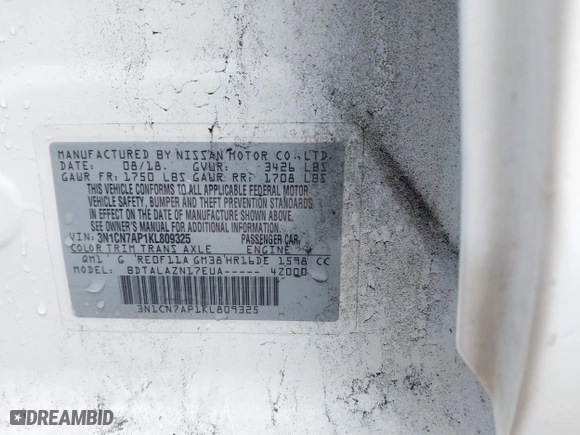 MANUFACTURED BY NISSAN MOTOR CO., LTD.
DATE: 08/18. GVWR: 3426 LBS
GAWR FR: 1750 LBS GAWR RR: 1708 LBS
THIS VEHICLE CONFORMS TO ALL APPLICABLE FEDERAL MOTOR
VEHICLE SAFETY, BUMPER, AND THEFT PREVENTION STANDARDS
IN EFFECT ON THE DATE OF MANUFACTURE SHOWN ABOVE.
SEE OWNER'S MANUAL FOR ADDITIONAL INFORMATION.
VIN: 3N1CN7AP1KL809325 PASSENGER CAR
COLOR TRIM TRANS AXLE ENGINE
QM1 G RE0F11A GM38 HR16DE 1598 CC
MODEL: BDTALAZN17EUA----- 4Z000
3N1CN7AP1KL809325
DREAMBID